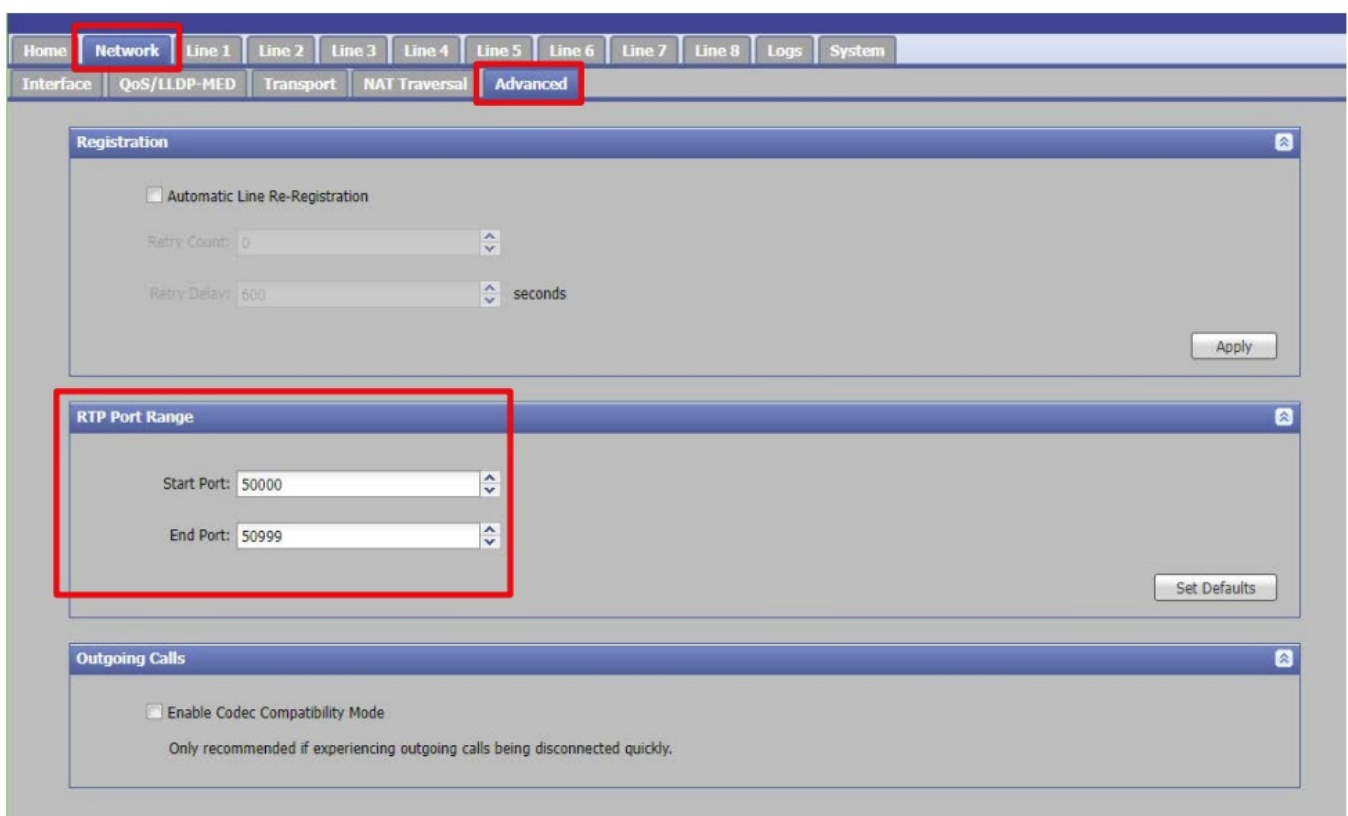 Home Network Line 1 Line 2 Line 3 Line 4 Line 5 Line 6 Line 7 Line 8 Logs System
Interface QoS/LLDP-MED Transport NAT Traversal Advanced
Registration
Automatic Line Re-Registration
Retry Count: 0
Retry Delay: 600 seconds
Apply
RTP Port Range
Start Port: 50000
End Port: 50999
Set Defaults
Outgoing Calls
Enable Codec Compatibility Mode
Only recommended if experiencing outgoing calls being disconnected quickly.